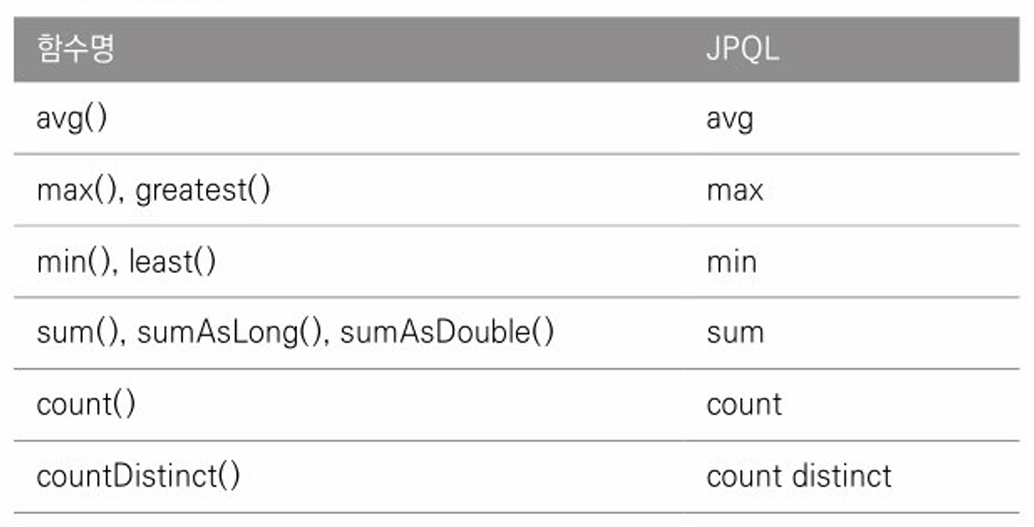 함수명 JPQL
avg() avg
max(), greatest() max
min(), least() min
sum(), sumAsLong(), sumAsDouble() sum
count() count
countDistinct() count distinct